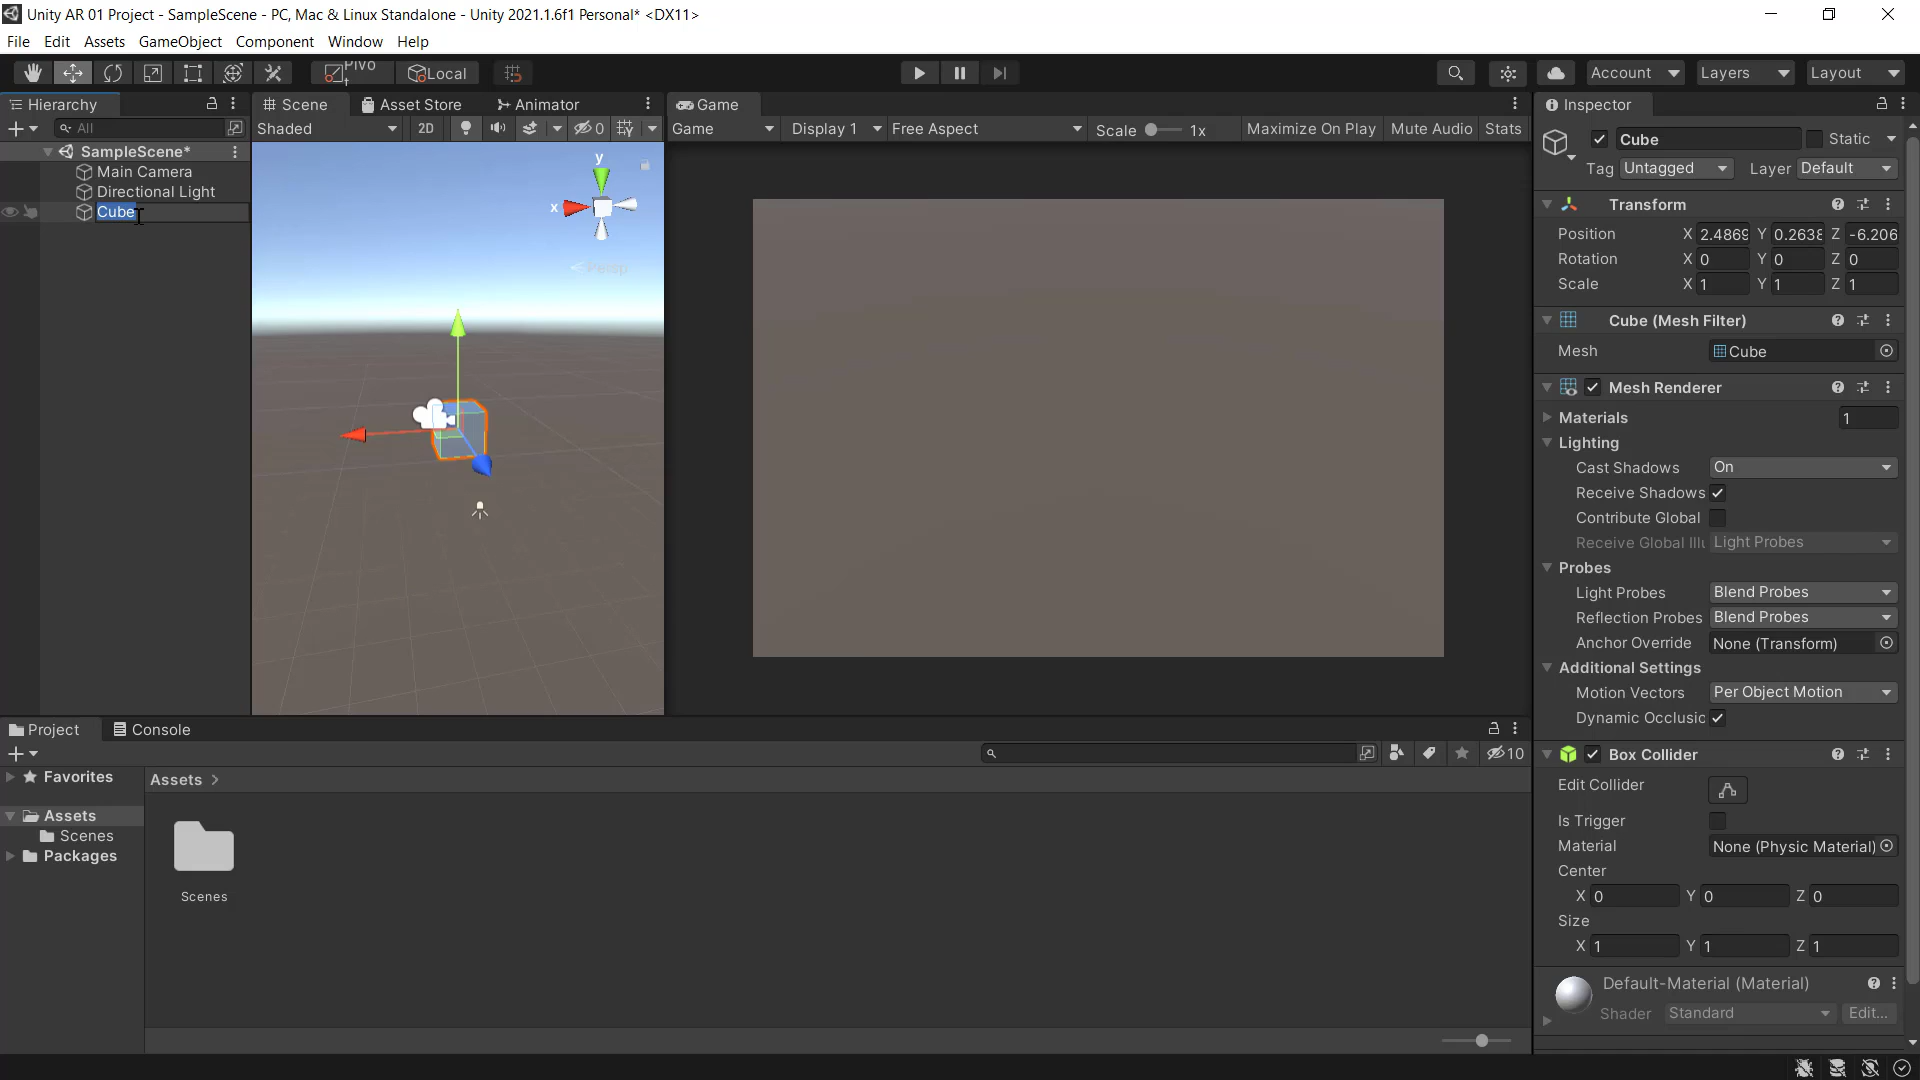 Unity AR 01 Project - SampleScene - PC, Mac & Linux Standalone - Unity 2021.1.6f1 Personal* <DX11>
File Edit Assets GameObject Component Window Help
Pivot
Local
Account Layers Layout
Hierarchy
All
SampleScene*
Main Camera
Directional Light
Cube
Scene Asset Store Animator
Shaded 2D 0
y
x
Persp
Game
Game Display 1 Free Aspect Scale 1x Maximize On Play Mute Audio Stats
Inspector
Cube Static
Tag Untagged Layer Default
Transform
Position X 2.4869 Y 0.2638 Z -6.206
Rotation X 0 Y 0 Z 0
Scale X 1 Y 1 Z 1
Cube (Mesh Filter)
Mesh Cube
Mesh Renderer
Materials 1
Lighting
Cast Shadows On
Receive Shadows
Contribute Global
Receive Global Illu Light Probes
Probes
Light Probes Blend Probes
Reflection Probes Blend Probes
Anchor Override None (Transform)
Additional Settings
Motion Vectors Per Object Motion
Dynamic Occlusic
Box Collider
Edit Collider
Is Trigger
Material None (Physic Material)
Center
X 0 Y 0 Z 0
Size
X 1 Y 1 Z 1
Default-Material (Material)
Shader Standard Edit...
Project Console
10
Favorites
Assets
Scenes
Packages
Assets >
Scenes